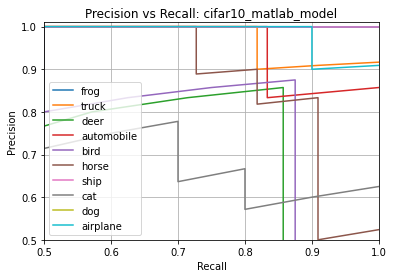 Precision vs Recall: cifar10_matlab_model
1.0
0.9
0.8
0.7
0.6
0.5
Precision
frog
truck
deer
automobile
bird
horse
ship
cat
dog
airplane
0.5 0.6 0.7 0.8 0.9 1.0
Recall